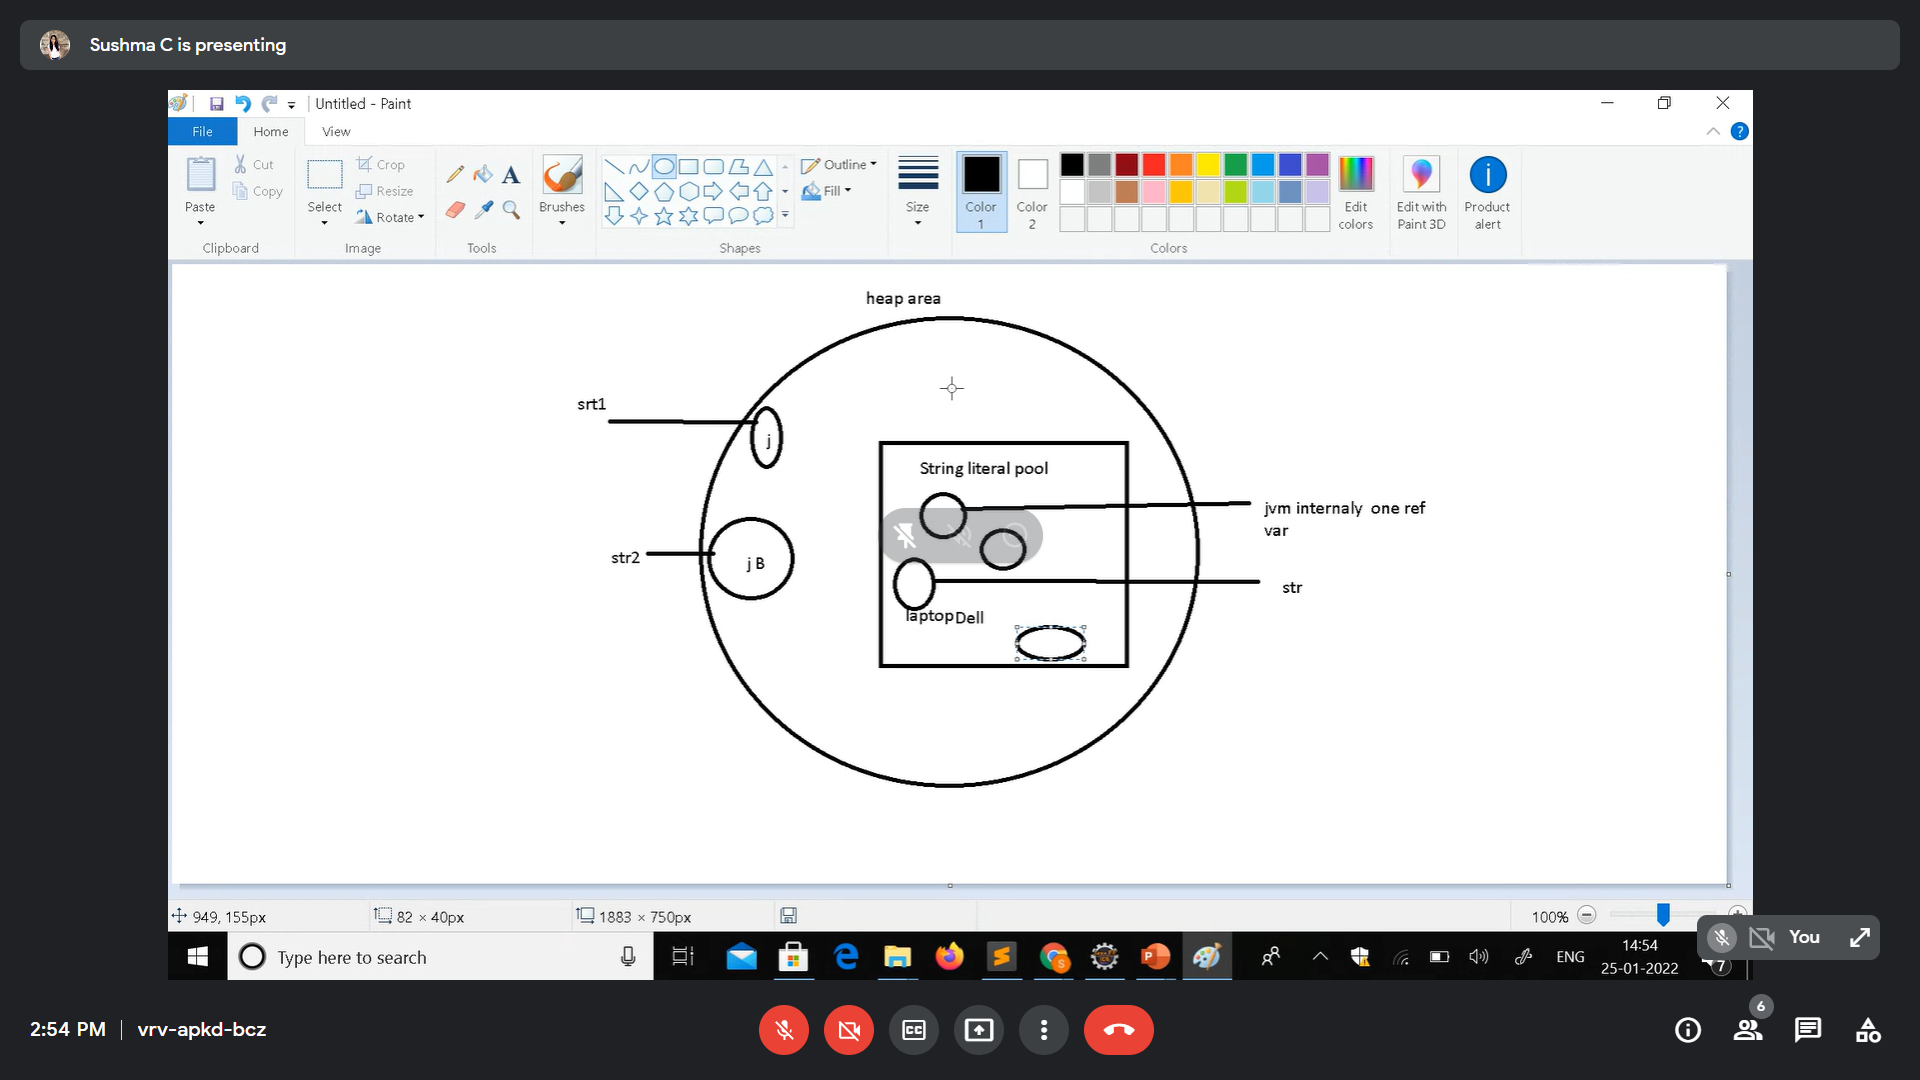 Sushma C is presenting
Untitled - Paint
File
Home
View
Paste
Cut
Copy
Clipboard
Select
Crop
Resize
Rotate
Image
A
Tools
Brushes
Outline
Fill
Shapes
Size
Color 1
Color 2
Colors
Edit colors
Edit with Paint 3D
Product alert
heap area
srt1
j
str2
j B
String literal pool
jvm internaly one ref
var
str
laptop Dell
949, 155px
82 × 40px
1883 × 750px
100%
Type here to search
ENG
14:54
25-01-2022
7
You
2:54 PM | vrv-apkd-bcz
CC
6